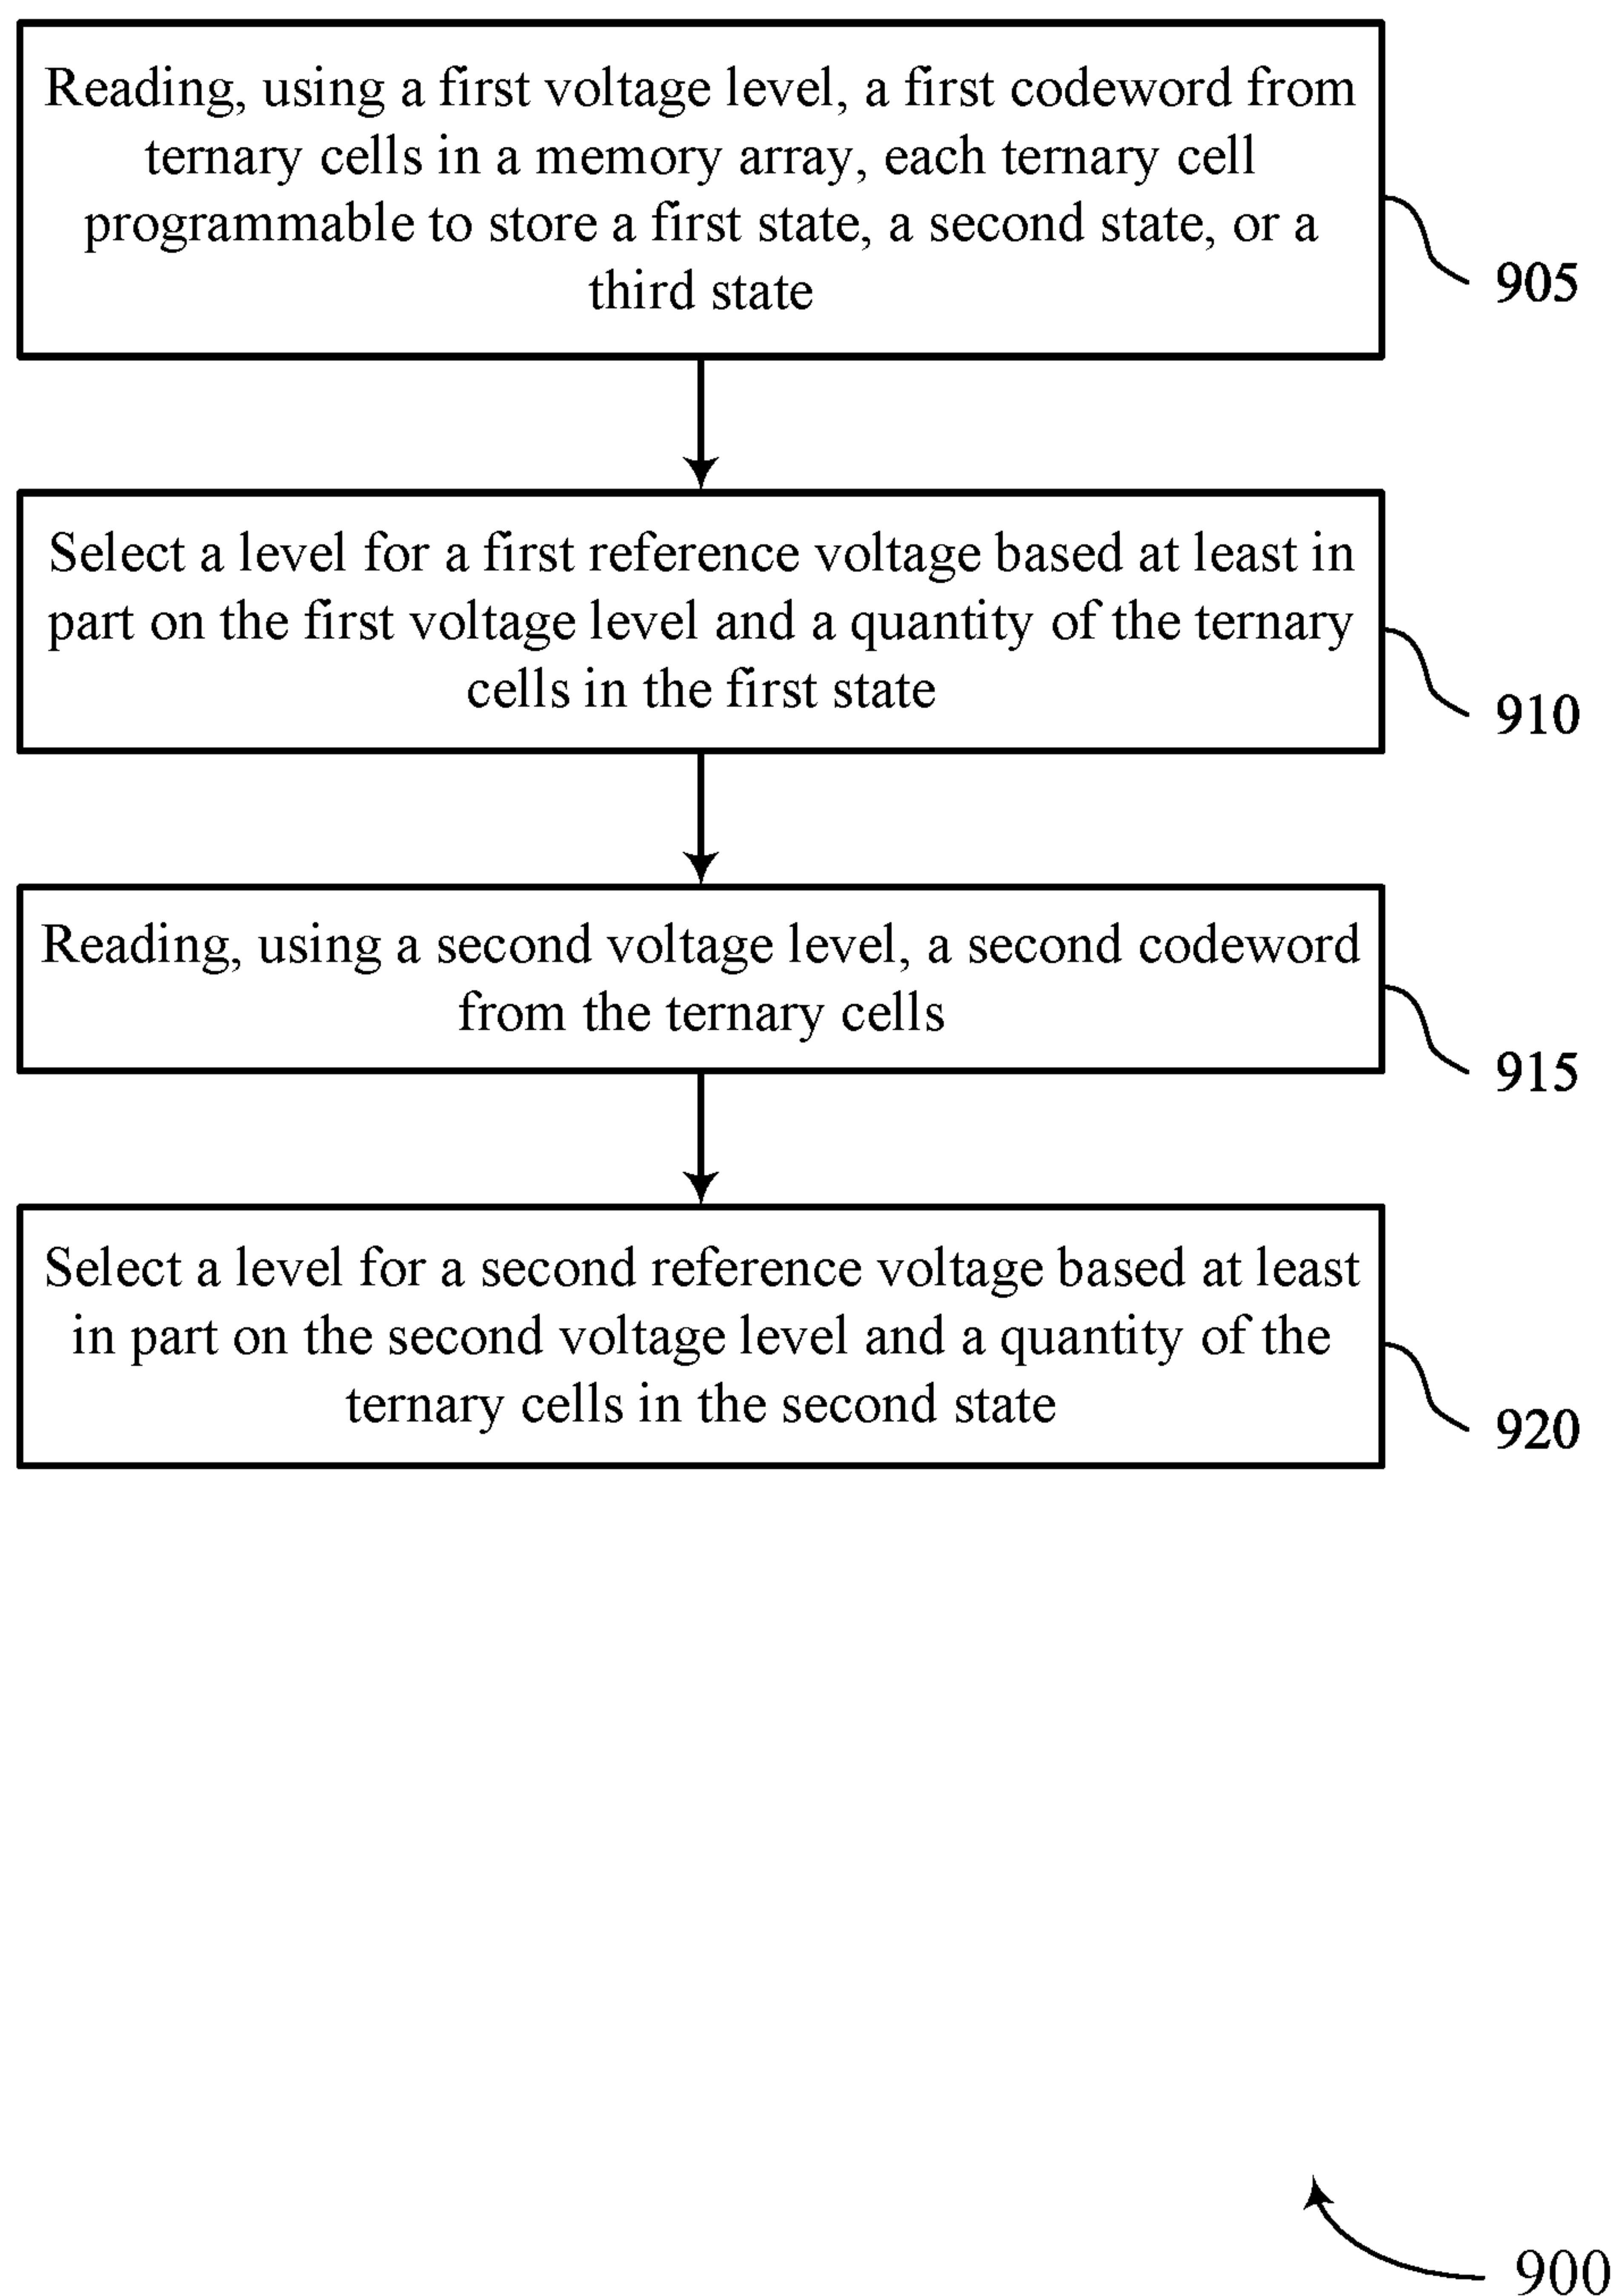 Reading, using a first voltage level, a first codeword from
ternary cells in a memory array, each ternary cell
programmable to store a first state, a second state, or a
third state
905
Select a level for a first reference voltage based at least in
part on the first voltage level and a quantity of the ternary
cells in the first state
910
Reading, using a second voltage level, a second codeword
from the ternary cells
915
Select a level for a second reference voltage based at least
in part on the second voltage level and a quantity of the
ternary cells in the second state
920
900